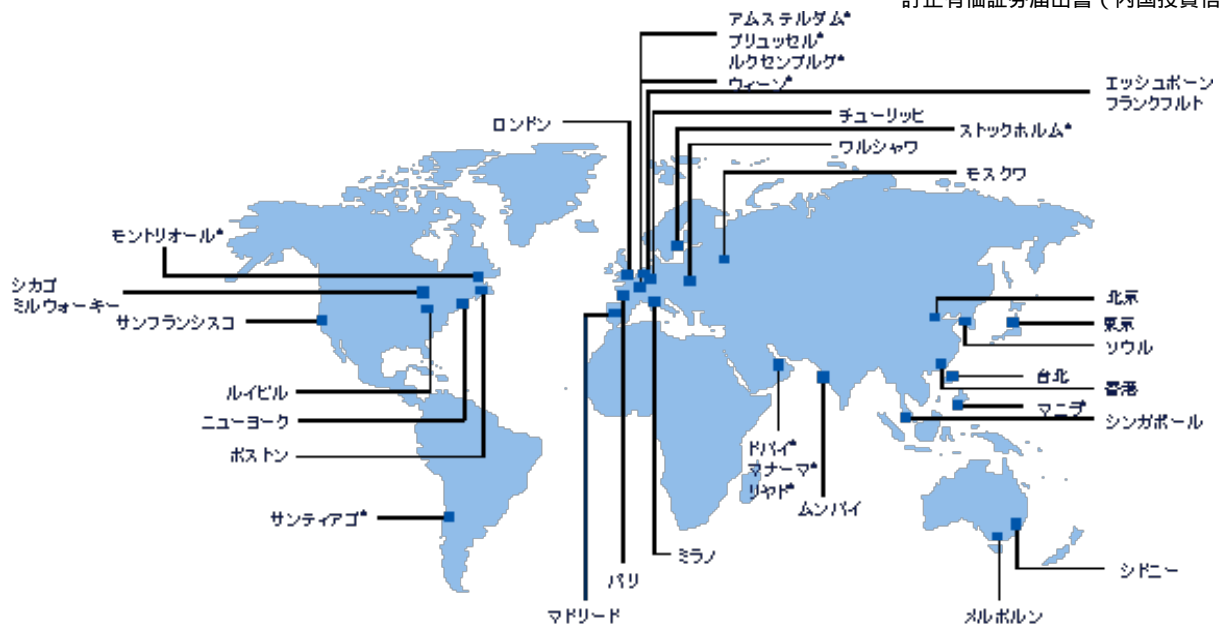 訂正有価証券届出書(内国投資信
アムステルダム*
ブリュッセル*
ルクセンブルグ*
ウィーン*
エッシュボーン
フランクフルト
チューリッヒ
ロンドン
ストックホルム*
ワルシャワ
モスクワ
モントリオール*
シカゴ
ミルウォーキー
サンフランシスコ
北京
東京
ソウル
台北
香港
マニラ*
シンガポール
ルイビル
ニューヨーク
ボストン
ドバイ*
マナーマ*
リヤド*
ムンバイ
サンティアゴ*
ミラノ
パリ
シドニー
マドリード
メルボルン